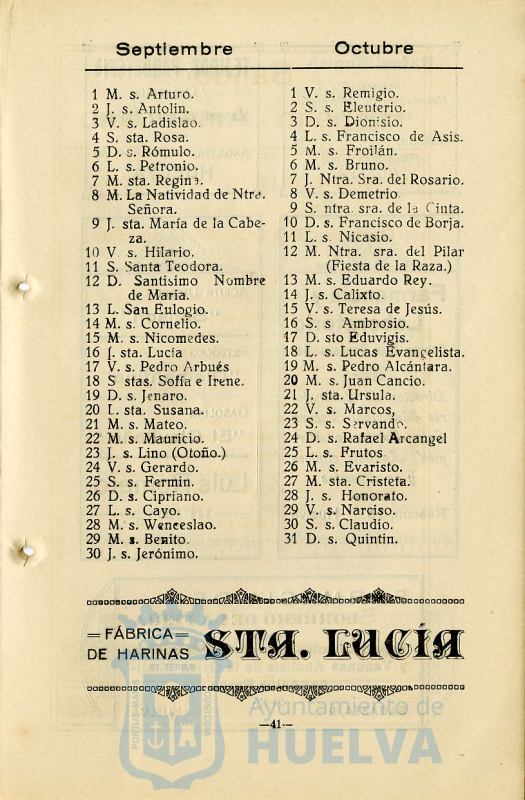 Septiembre
1 M. s. Arturo.
2 J. s. Antolin.
3 V. s. Ladislao.
4 S. sta. Rosa.
5 D. s. Rómulo.
6 L. s. Petronio.
7 M. sta. Regina.
8 M. La Natividad de Ntra.
Señora.
9 J. sta. María de la Cabe-
za.
10 V s. Hilario.
11 S. Santa Teodora.
12 D. Santisimo Nombre
de Maria.
13 L. San Eulogio.
14 M. s. Cornelio.
15 M. s. Nicomedes.
16 J. sta. Lucía
17 V. s. Pedro Arbués
18 S stas. Sofía e Irene.
19 D. s. Jenaro.
20 L. sta. Susana.
21 M. s. Mateo.
22 M. s. Mauricio.
23 J. s. Lino (Otoño.)
24 V. s. Gerardo.
25 S. s. Fermín.
26 D. s. Cipriano.
27 L. s. Cayo.
28 M. s. Wenceslao.
29 M. s. Benito.
30 J. s. Jerónimo.
Octubre
1 V. s. Remigio.
2 S. s. Eleuterio.
3 D. s. Dionisio.
4 L. s. Francisco de Asis.
5 M. s. Froilán.
6 M. s. Bruno.
7 J. Ntra. Sra. del Rosario.
8 V. s. Demetrio.
9 S. ntra. sra. de la Cinta.
10 D. s. Francisco de Borja.
11 L. s. Nicasio.
12 M. Ntra. sra. del Pilar
(Fiesta de la Raza.)
13 M. s. Eduardo Rey.
14 J. s. Calixto.
15 V. s. Teresa de Jesús.
16 S. s Ambrosio.
17 D. sto Eduvigis.
18 L. s. Lucas Evangelista.
19 M. s. Pedro Alcántara.
20 M. s. Juan Cancio.
21 J. sta. Ursula.
22 V. s. Marcos,
23 S. s. Servando.
24 D. s. Rafael Arcangel
25 L. s. Frutos
26 M. s. Evaristo.
27 M. sta. Cristeta.
28 J. s. Honorato.
29 V. s. Narciso.
30 S. s. Claudio.
31 D. s. Quintín.
= FÁBRICA =
DE HARINAS
STA. LUCÍA
Ayuntamiento de
HUELVA
—41—